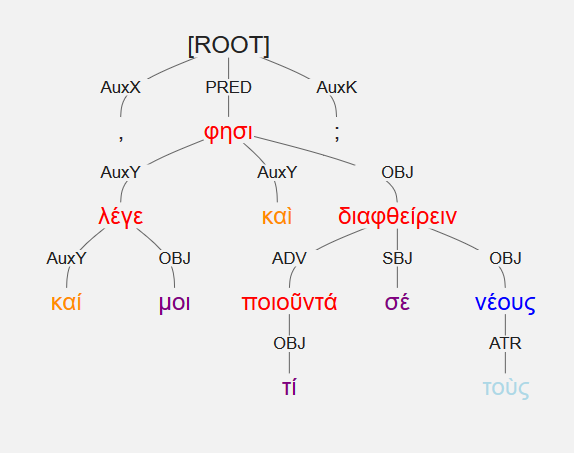 [ROOT]
AuxX PRED AuxK
, φησι ;
AuxY AuxY OBJ
λέγε καὶ διαφθείρειν
AuxY OBJ ADV SBJ OBJ
καί μοι ποιοῦντά σέ νέους
OBJ ATR
τί τοὺς